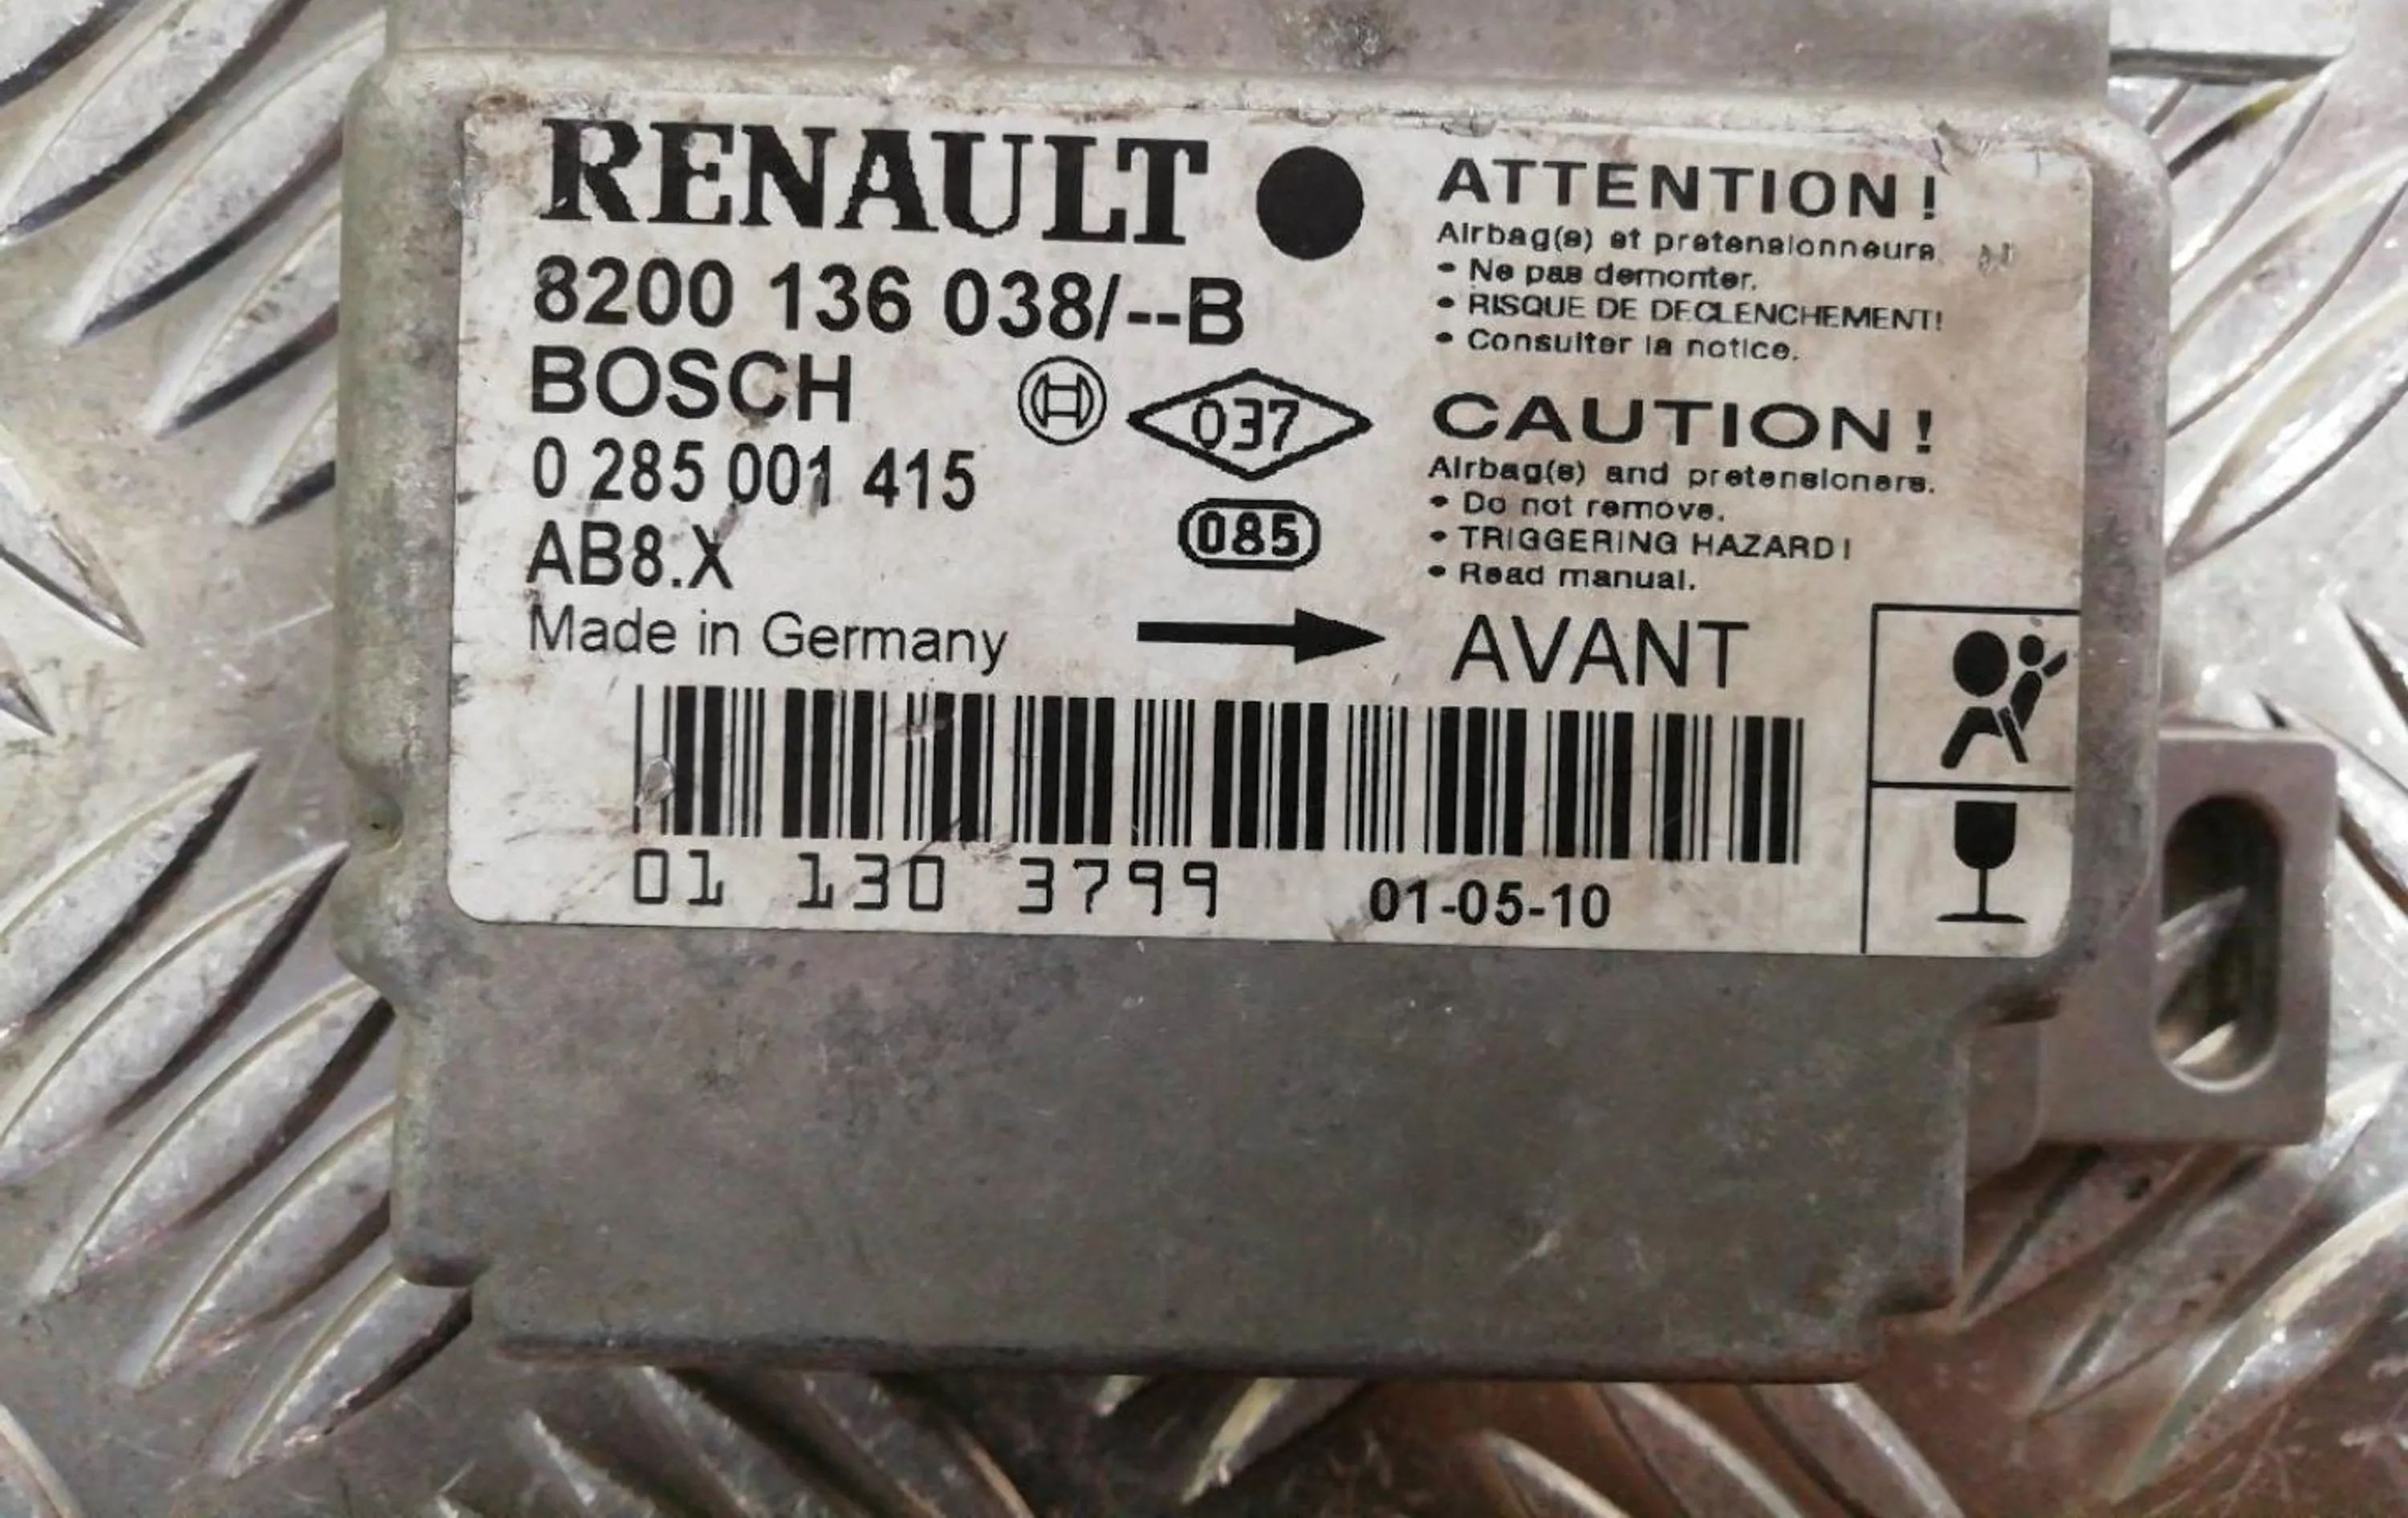 RENAULT
8200 136 038/--B
BOSCH
0 285 001 415
AB8.X
Made in Germany
037
085
ATTENTION !
Airbag(s) et pretensionneurs.
• Ne pas demonter.
• RISQUE DE DECLENCHEMENT!
• Consulter la notice.
CAUTION !
Airbag(s) and pretensioners.
• Do not remove.
• TRIGGERING HAZARD!
• Read manual.
AVANT
01 130 3799
01-05-10